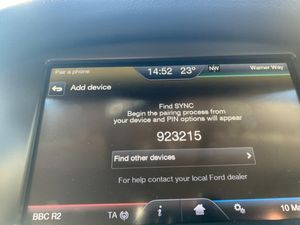 Pair a phone 14:52 23° NW Warner Way
Add device
Find SYNC
Begin the pairing process from
your device and PIN options will appear
923215
Find other devices
For help contact your local Ford dealer
BBC R2 TA i